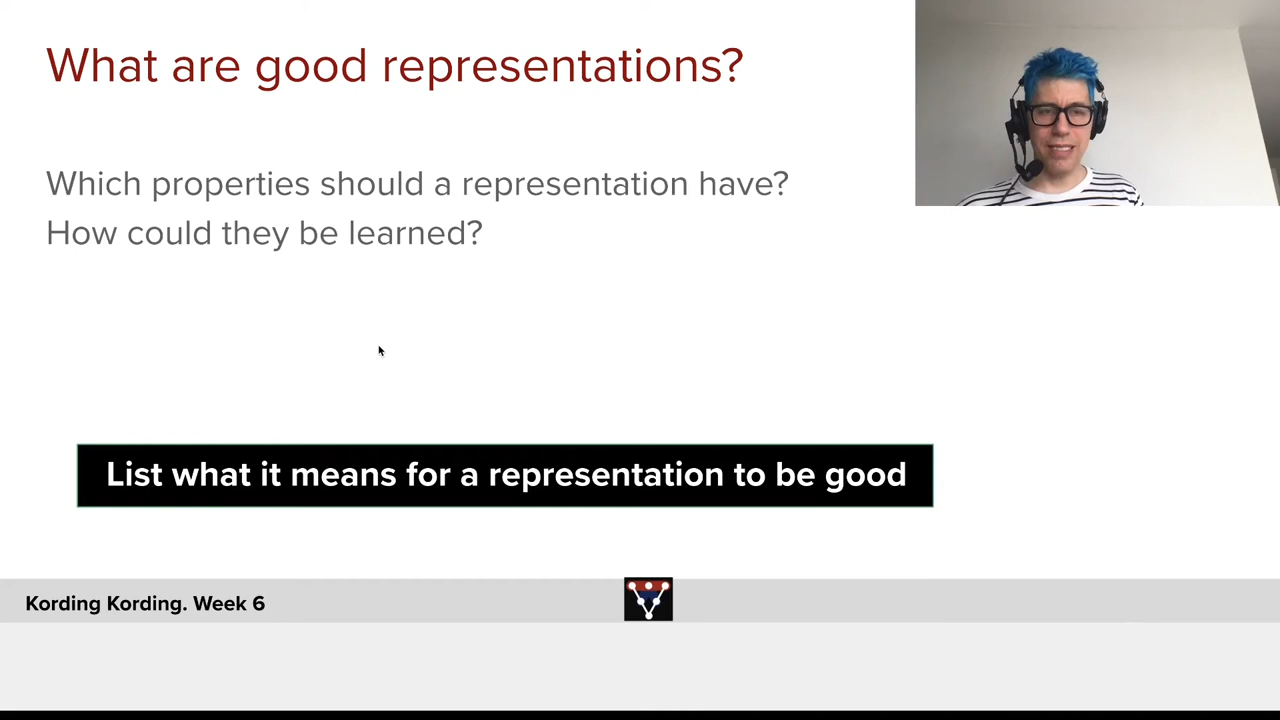 What are good representations?
Which properties should a representation have?
How could they be learned?
List what it means for a representation to be good
Kording Kording. Week 6